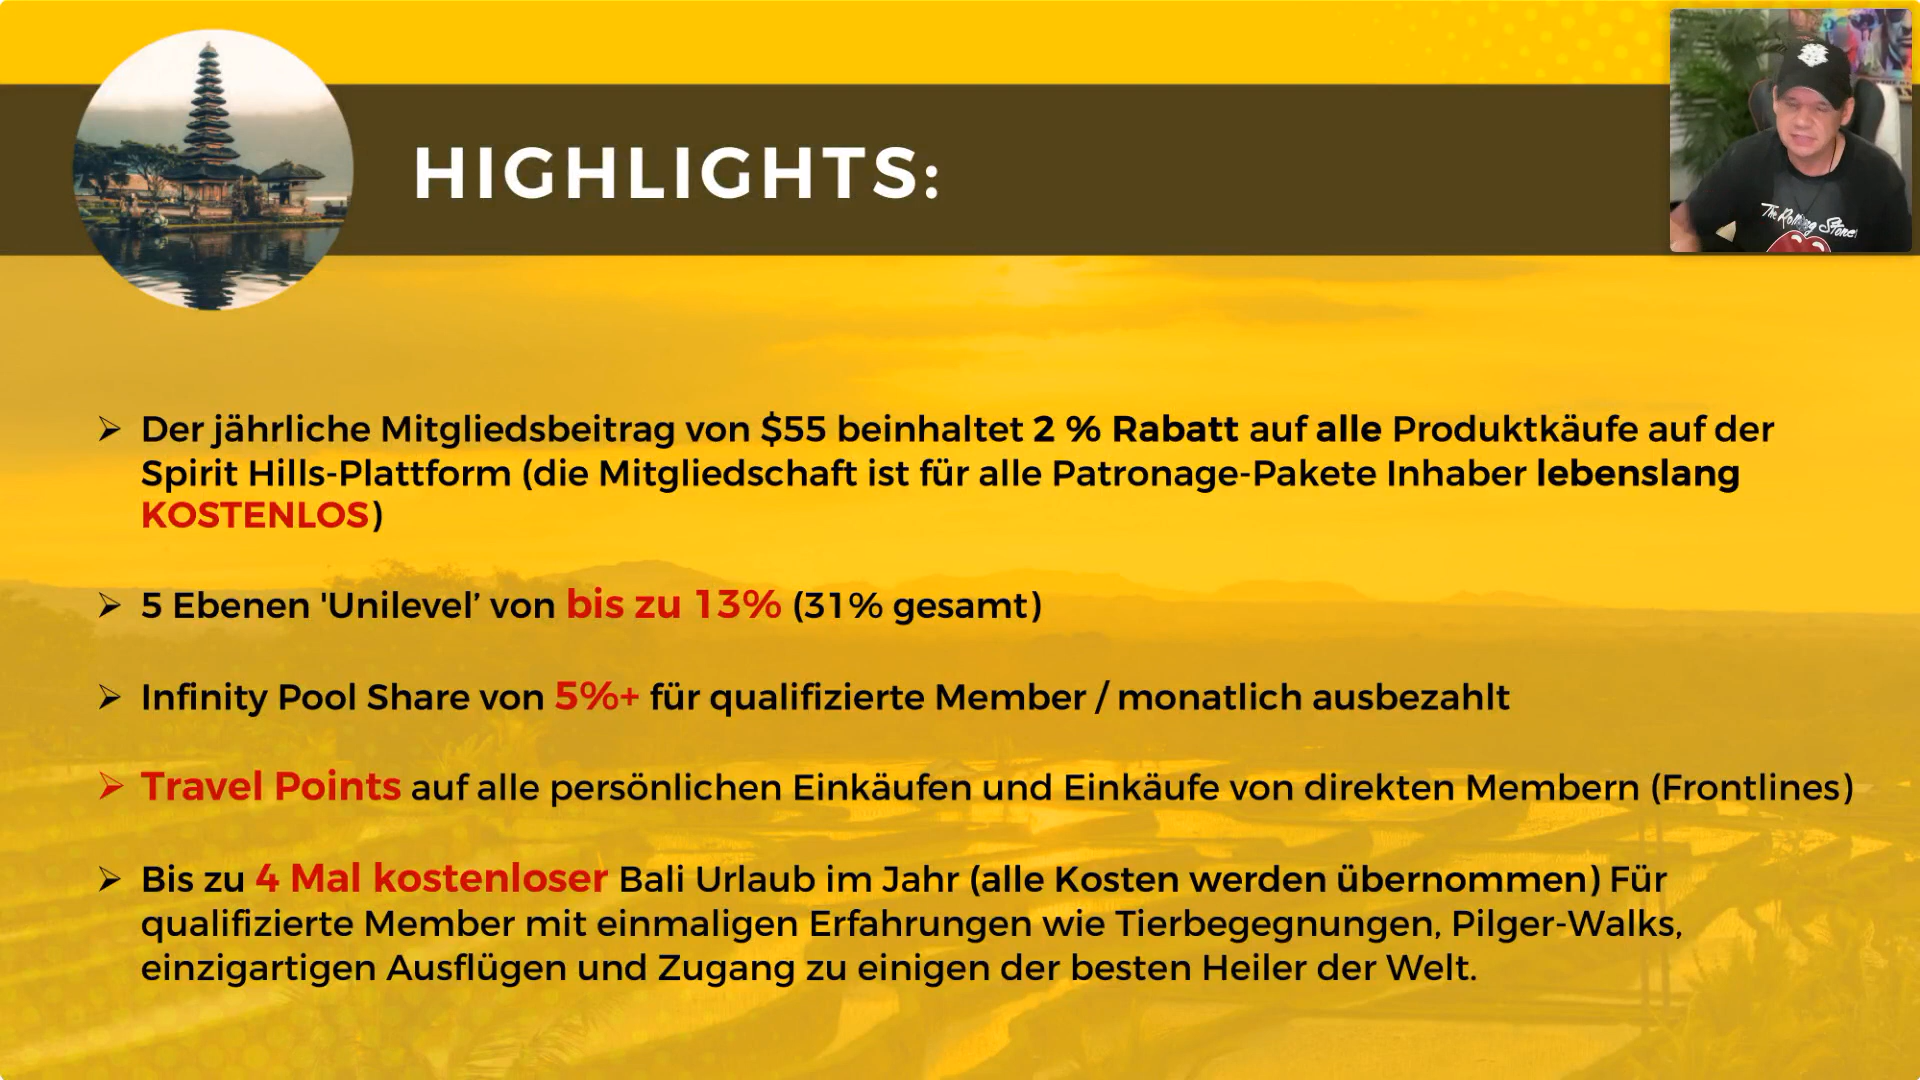 HIGHLIGHTS:
The Rolling Stones
➢ Der jährliche Mitgliedsbeitrag von $55 beinhaltet 2 % Rabatt auf alle Produktkäufe auf der
Spirit Hills-Plattform (die Mitgliedschaft ist für alle Patronage-Pakete Inhaber lebenslang
KOSTENLOS)
➢ 5 Ebenen 'Unilevel’ von bis zu 13% (31% gesamt)
➢ Infinity Pool Share von 5%+ für qualifizierte Member / monatlich ausbezahlt
➢ Travel Points auf alle persönlichen Einkäufen und Einkäufe von direkten Membern (Frontlines)
➢ Bis zu 4 Mal kostenloser Bali Urlaub im Jahr (alle Kosten werden übernommen) Für
qualifizierte Member mit einmaligen Erfahrungen wie Tierbegegnungen, Pilger-Walks,
einzigartigen Ausflügen und Zugang zu einigen der besten Heiler der Welt.